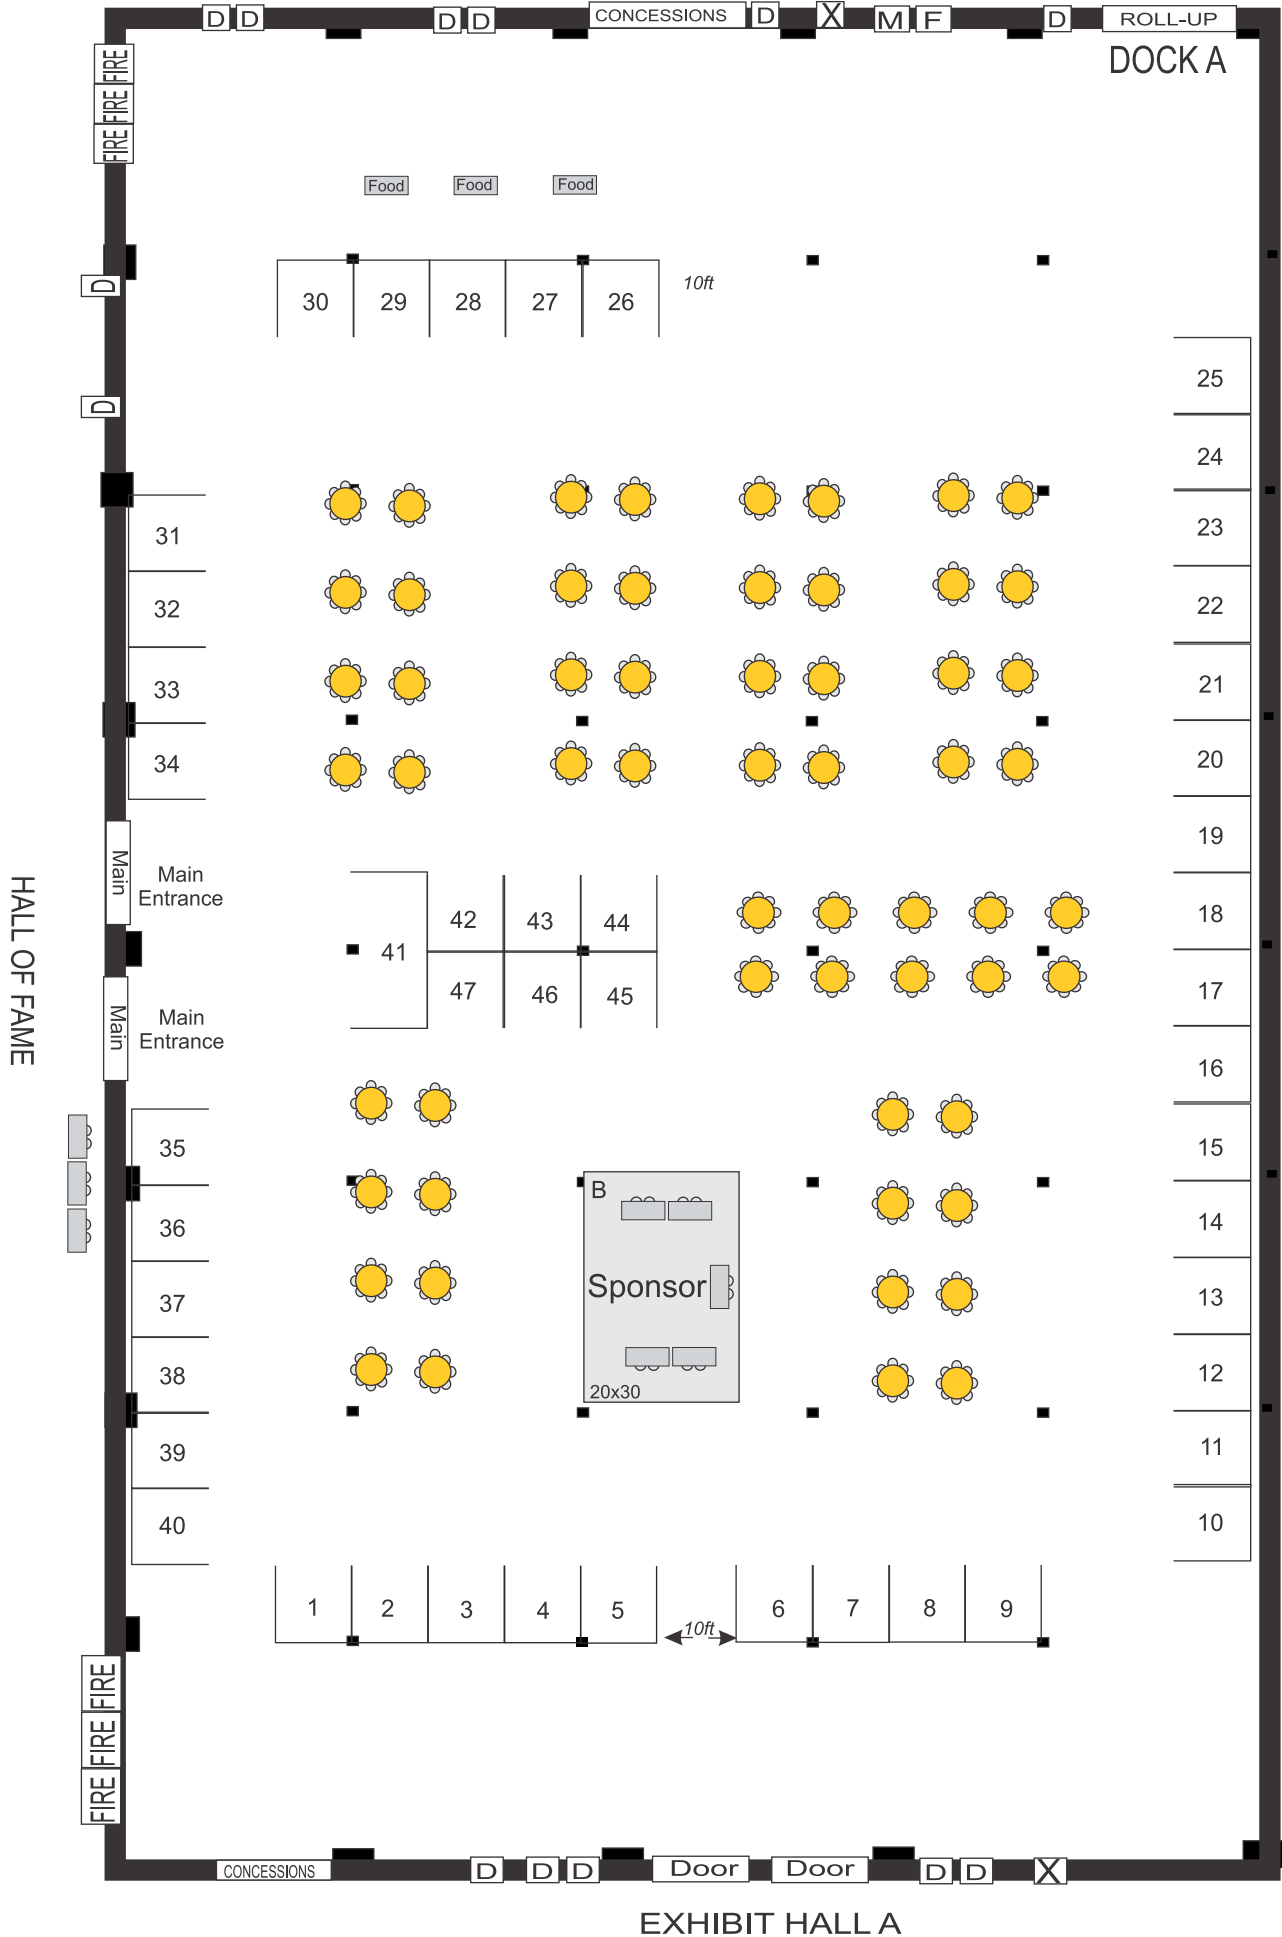 D D D D CONCESSIONS D X M F D ROLL-UP
DOCK A
FIRE
FIRE
FIRE
Food Food Food
D
D
30 29 28 27 26
10ft
25
24
23
22
21
20
19
18
17
16
15
14
13
12
11
10
31
32
33
34
Main
Main
Entrance
HALL OF FAME
Main
Main
Entrance
41
42 43 44
47 46 45
35
36
37
38
39
40
B
Sponsor
20x30
1 2 3 4 5
10ft
6 7 8 9
FIRE
FIRE
FIRE
CONCESSIONS D D D Door Door D D X
EXHIBIT HALL A